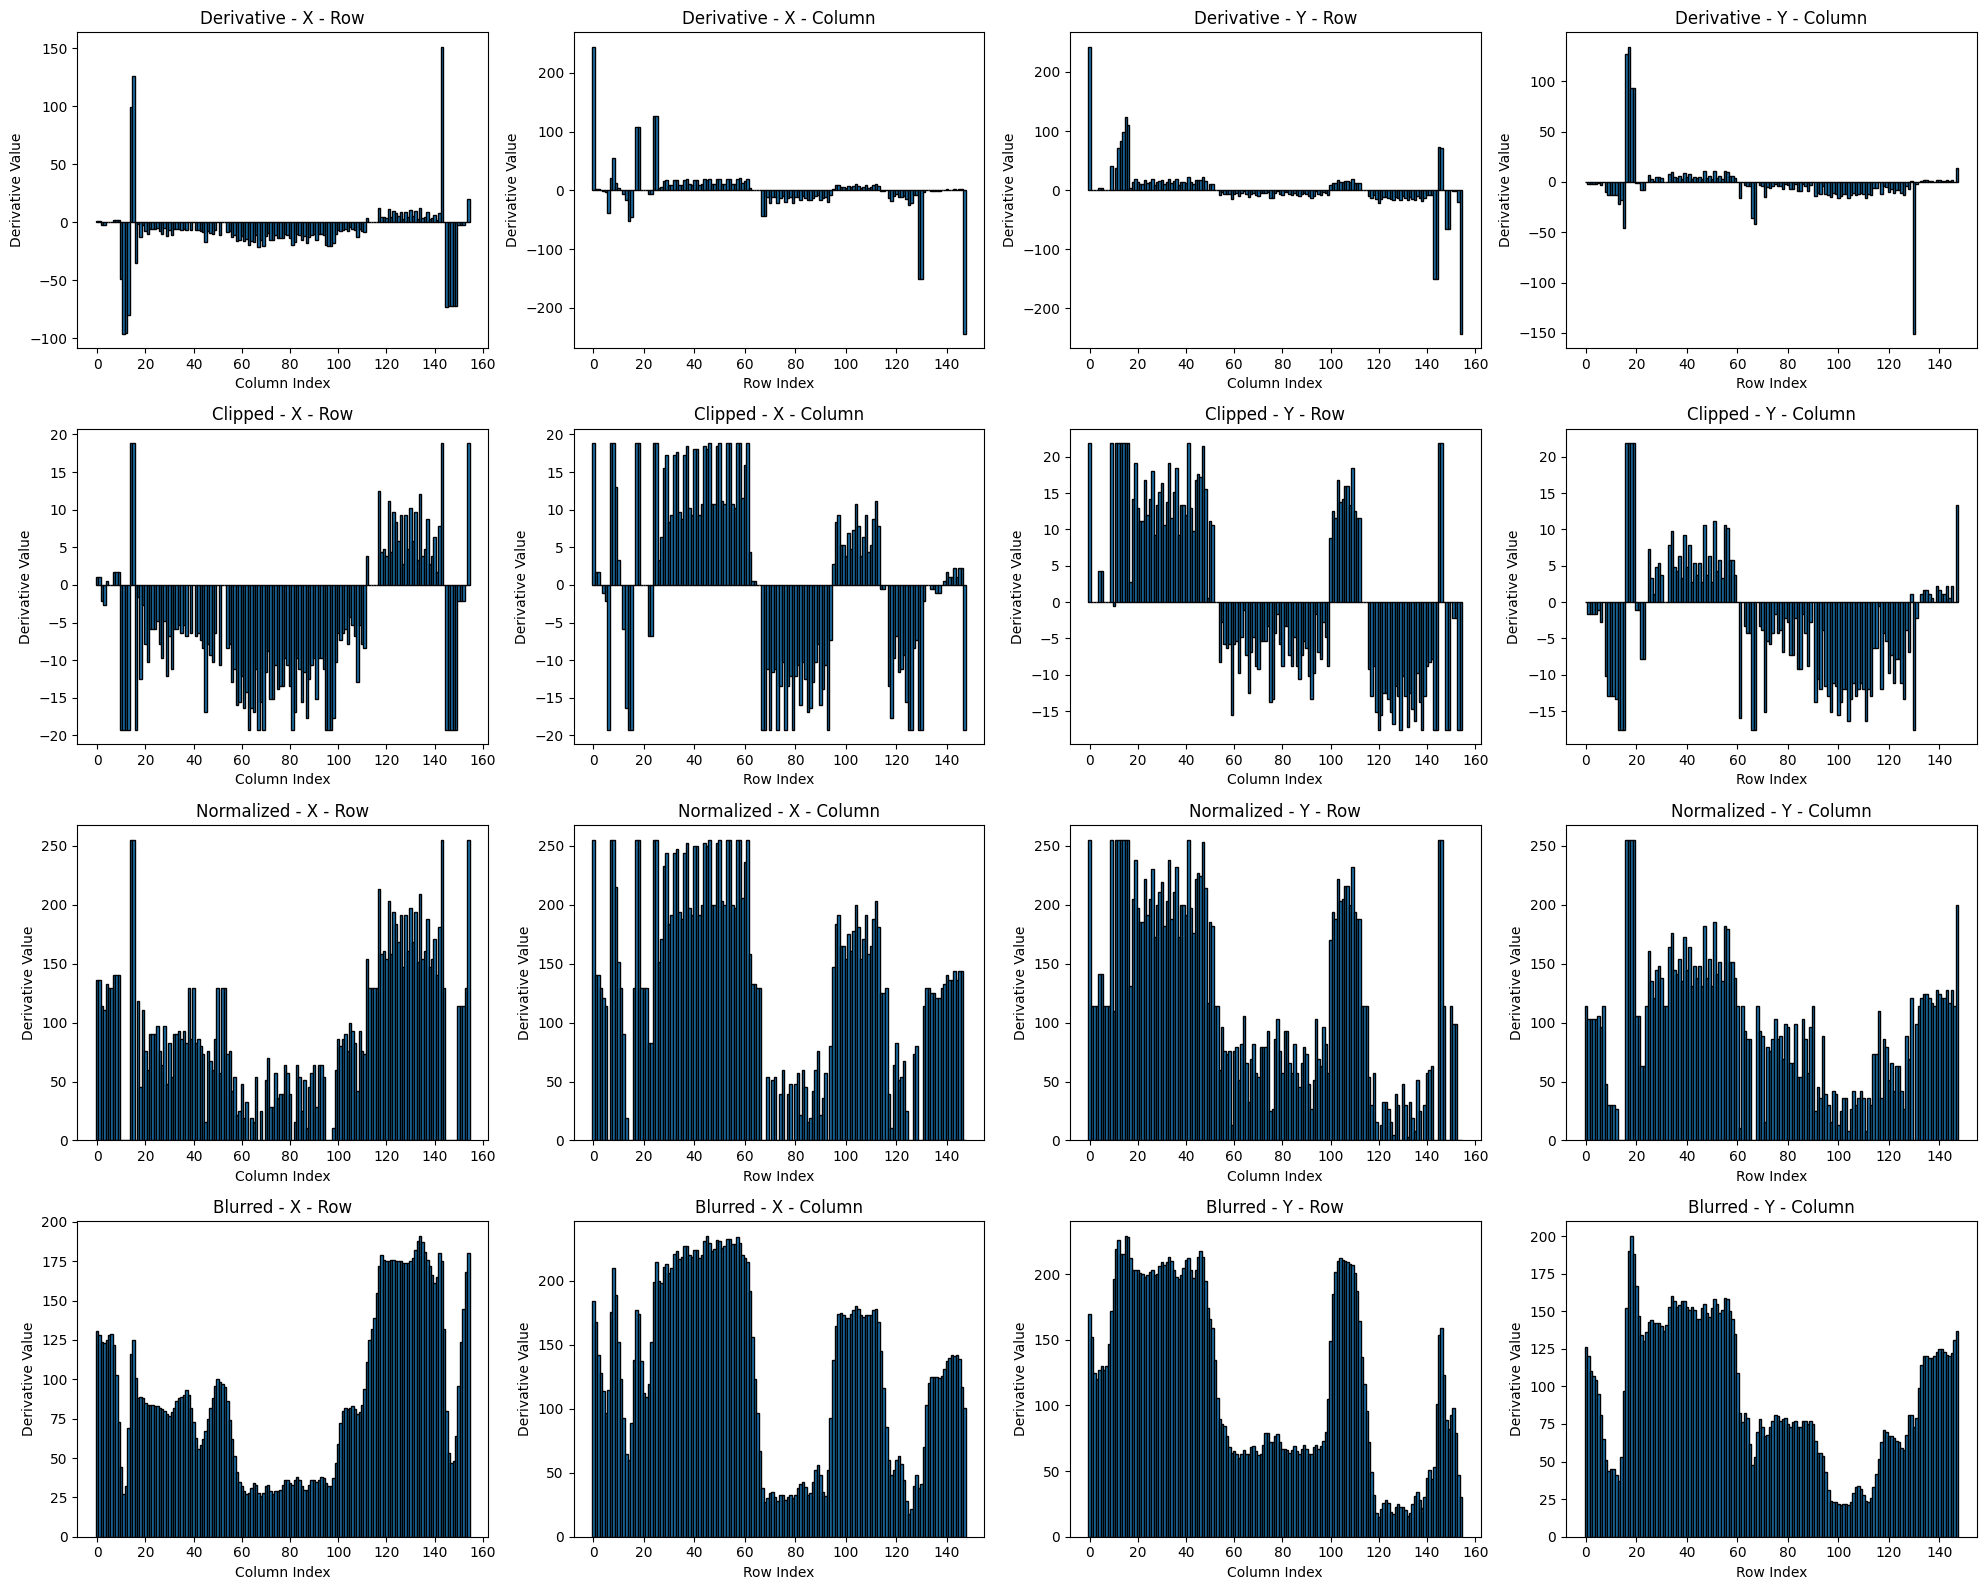 Derivative - X - Row
Derivative - X - Column
Derivative - Y - Row
Derivative - Y - Column
Derivative Value
150
100
50
0
−50
−100
0 20 40 60 80 100 120 140 160
Column Index
Derivative Value
200
100
0
−100
−200
0 20 40 60 80 100 120 140
Row Index
Derivative Value
200
100
0
−100
−200
0 20 40 60 80 100 120 140 160
Column Index
Derivative Value
100
50
0
−50
−100
−150
0 20 40 60 80 100 120 140
Row Index
Clipped - X - Row
Clipped - X - Column
Clipped - Y - Row
Clipped - Y - Column
Derivative Value
20
15
10
5
0
−5
−10
−15
−20
0 20 40 60 80 100 120 140 160
Column Index
Derivative Value
20
15
10
5
0
−5
−10
−15
−20
0 20 40 60 80 100 120 140
Row Index
Derivative Value
20
15
10
5
0
−5
−10
−15
0 20 40 60 80 100 120 140 160
Column Index
Derivative Value
20
15
10
5
0
−5
−10
−15
0 20 40 60 80 100 120 140
Row Index
Normalized - X - Row
Normalized - X - Column
Normalized - Y - Row
Normalized - Y - Column
Derivative Value
250
200
150
100
50
0
0 20 40 60 80 100 120 140 160
Column Index
Derivative Value
250
200
150
100
50
0
0 20 40 60 80 100 120 140
Row Index
Derivative Value
250
200
150
100
50
0
0 20 40 60 80 100 120 140 160
Column Index
Derivative Value
250
200
150
100
50
0
0 20 40 60 80 100 120 140
Row Index
Blurred - X - Row
Blurred - X - Column
Blurred - Y - Row
Blurred - Y - Column
Derivative Value
200
175
150
125
100
75
50
25
0
0 20 40 60 80 100 120 140 160
Column Index
Derivative Value
200
150
100
50
0
0 20 40 60 80 100 120 140
Row Index
Derivative Value
200
150
100
50
0
0 20 40 60 80 100 120 140 160
Column Index
Derivative Value
200
175
150
125
100
75
50
25
0
0 20 40 60 80 100 120 140
Row Index